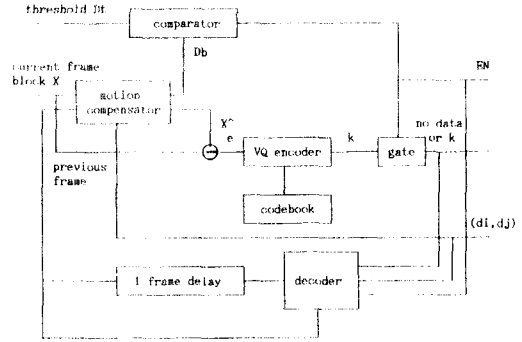 threshold Dt
comparator
Db
EN
current frame
block X
motion
compensator
X^
e
VQ encoder
k
gate
no data
or k
previous
frame
codebook
(di,dj)
1 frame delay
decoder